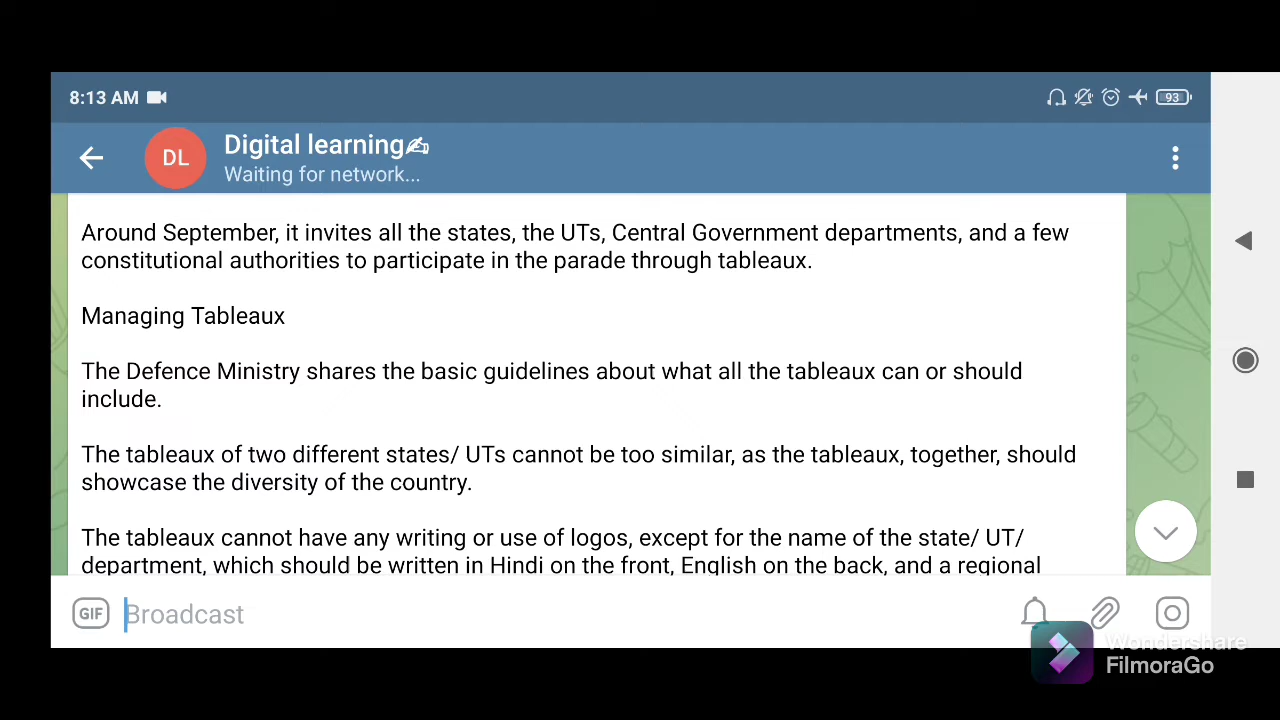 8:13 AM
93
DL
Digital learning✍
Waiting for network...
Around September, it invites all the states, the UTs, Central Government departments, and a few
constitutional authorities to participate in the parade through tableaux.
Managing Tableaux
The Defence Ministry shares the basic guidelines about what all the tableaux can or should
include.
The tableaux of two different states/ UTs cannot be too similar, as the tableaux, together, should
showcase the diversity of the country.
The tableaux cannot have any writing or use of logos, except for the name of the state/ UT/
department, which should be written in Hindi on the front, English on the back, and a regional
GIF
Broadcast
Wondershare
FilmoraGo